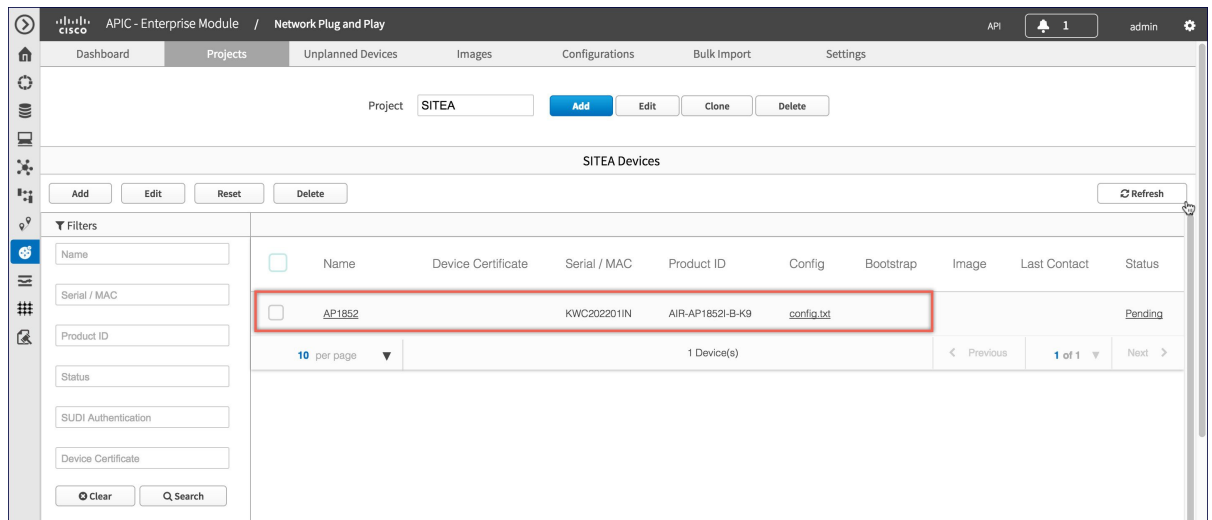 CISCO APIC - Enterprise Module / Network Plug and Play API 1 admin
Dashboard Projects Unplanned Devices Images Configurations Bulk Import Settings
Project SITEA Add Edit Clone Delete
SITEA Devices
Add Edit Reset Delete Refresh
Filters
Name
Serial / MAC
Product ID
Status
SUDI Authentication
Device Certificate
Clear Search
Name Device Certificate Serial / MAC Product ID Config Bootstrap Image Last Contact Status
AP1852 KWC202201IN AIR-AP1852I-B-K9 config.txt Pending
10 per page 1 Device(s) Previous 1 of 1 Next